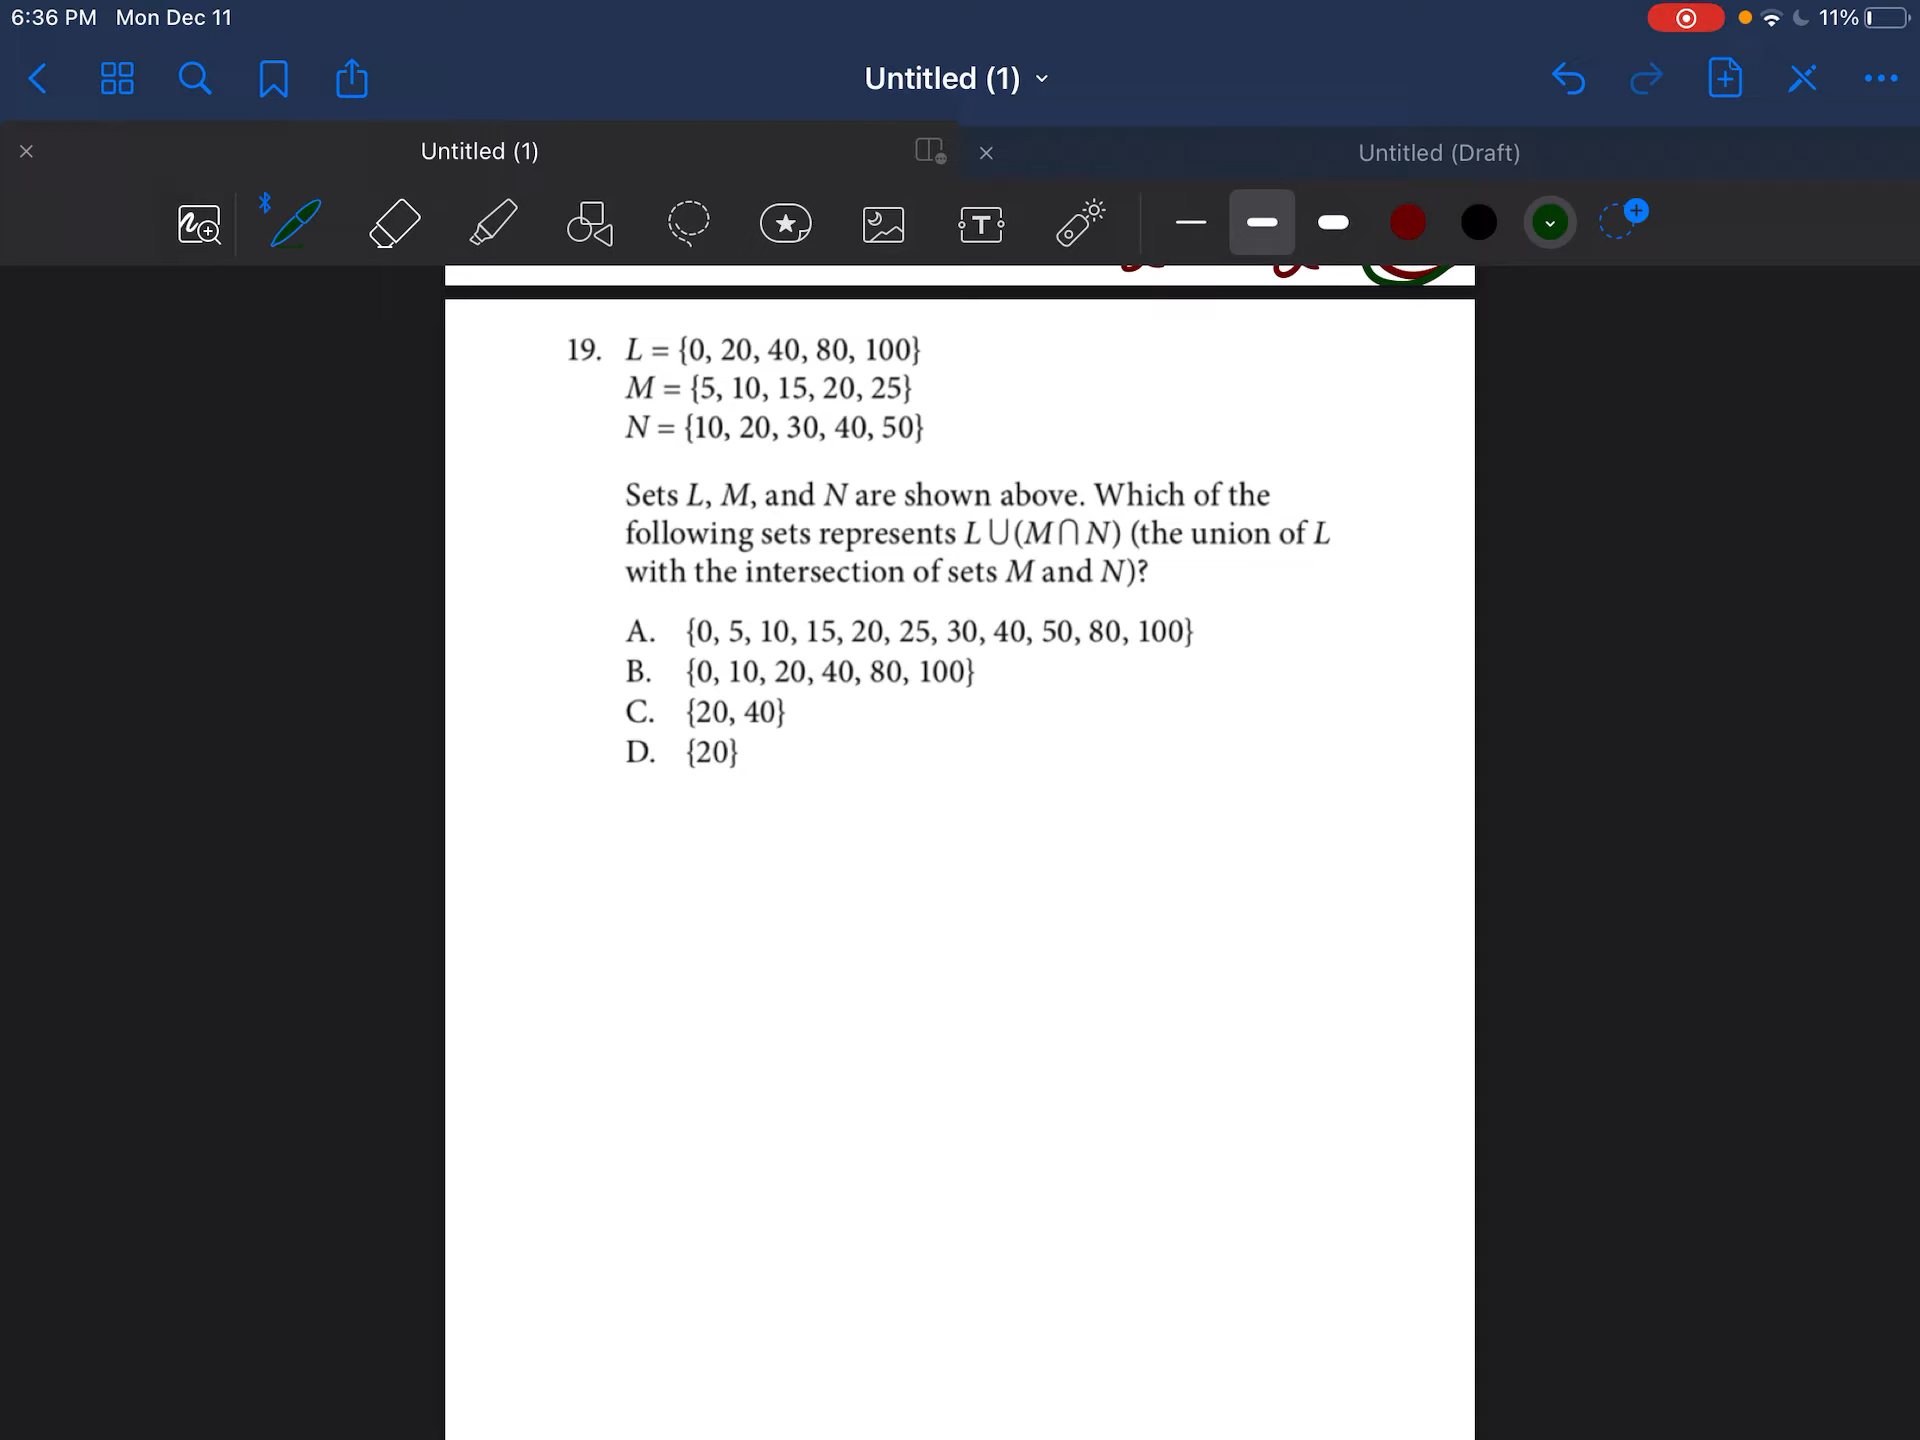 6:36 PM Mon Dec 11
11%
Untitled (1)
Untitled (1)
Untitled (Draft)
T
19. L = {0, 20, 40, 80, 100}
M = {5, 10, 15, 20, 25}
N = {10, 20, 30, 40, 50}
Sets L, M, and N are shown above. Which of the
following sets represents L ⋃(M⋂ N) (the union of L
with the intersection of sets M and N)?
A. {0, 5, 10, 15, 20, 25, 30, 40, 50, 80, 100}
B. {0, 10, 20, 40, 80, 100}
C. {20, 40}
D. {20}